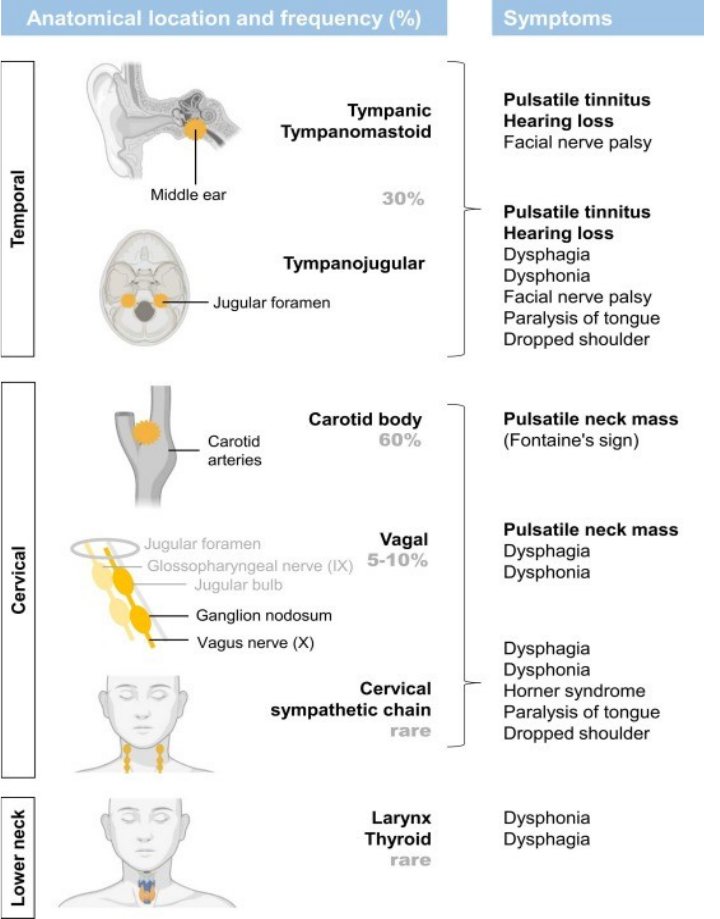 Anatomical location and frequency (%)
Symptoms
Temporal
Tympanic
Tympanomastoid
Middle ear
30%
Pulsatile tinnitus
Hearing loss
Facial nerve palsy
Tympanojugular
Jugular foramen
Pulsatile tinnitus
Hearing loss
Dysphagia
Dysphonia
Facial nerve palsy
Paralysis of tongue
Dropped shoulder
Cervical
Carotid body
60%
Carotid
arteries
Pulsatile neck mass
(Fontaine's sign)
Vagal
5-10%
Jugular foramen
Glossopharyngeal nerve (IX)
Jugular bulb
Ganglion nodosum
Vagus nerve (X)
Pulsatile neck mass
Dysphagia
Dysphonia
Cervical
sympathetic chain
rare
Dysphagia
Dysphonia
Horner syndrome
Paralysis of tongue
Dropped shoulder
Lower neck
Larynx
Thyroid
rare
Dysphonia
Dysphagia